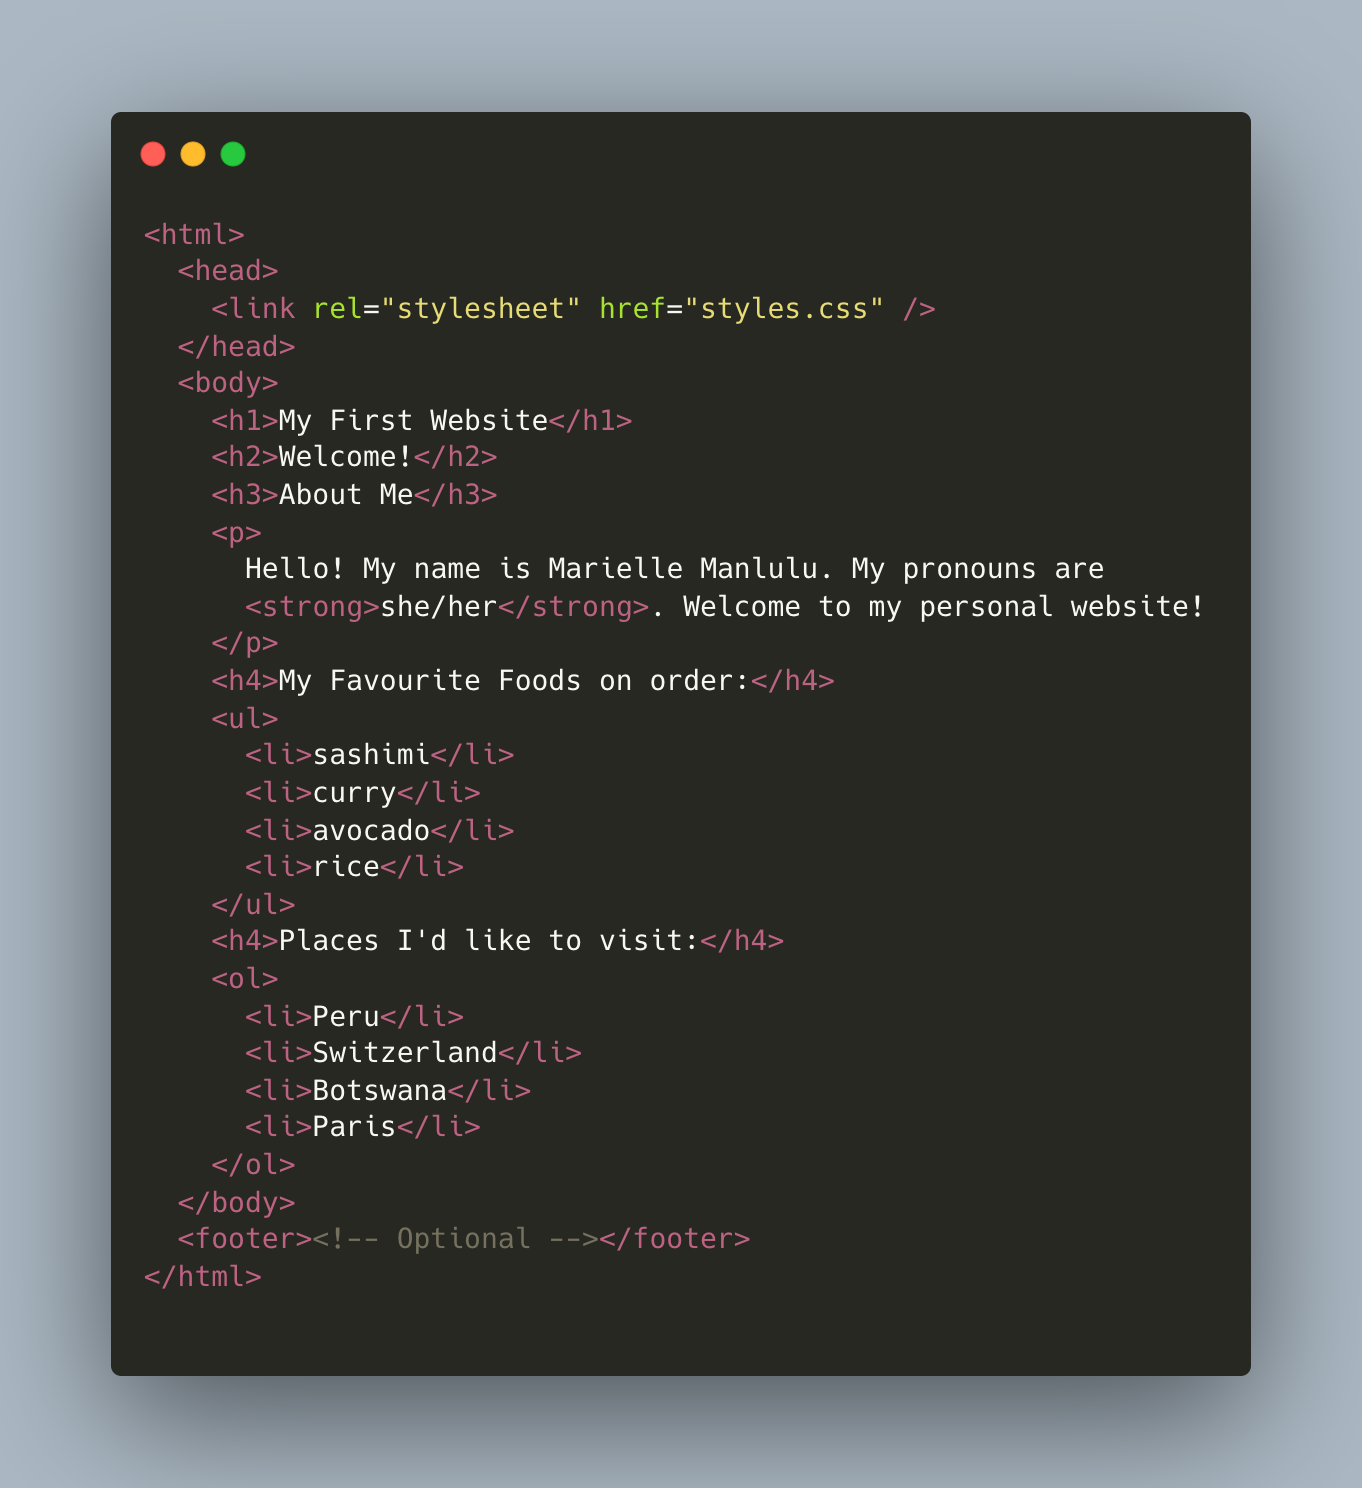 <html>
  <head>
    <link rel="stylesheet" href="styles.css" />
  </head>
  <body>
    <h1>My First Website</h1>
    <h2>Welcome!</h2>
    <h3>About Me</h3>
    <p>
      Hello! My name is Marielle Manlulu. My pronouns are
      <strong>she/her</strong>. Welcome to my personal website!
    </p>
    <h4>My Favourite Foods on order:</h4>
    <ul>
      <li>sashimi</li>
      <li>curry</li>
      <li>avocado</li>
      <li>rice</li>
    </ul>
    <h4>Places I'd like to visit:</h4>
    <ol>
      <li>Peru</li>
      <li>Switzerland</li>
      <li>Botswana</li>
      <li>Paris</li>
    </ol>
  </body>
  <footer><!-- Optional --></footer>
</html>